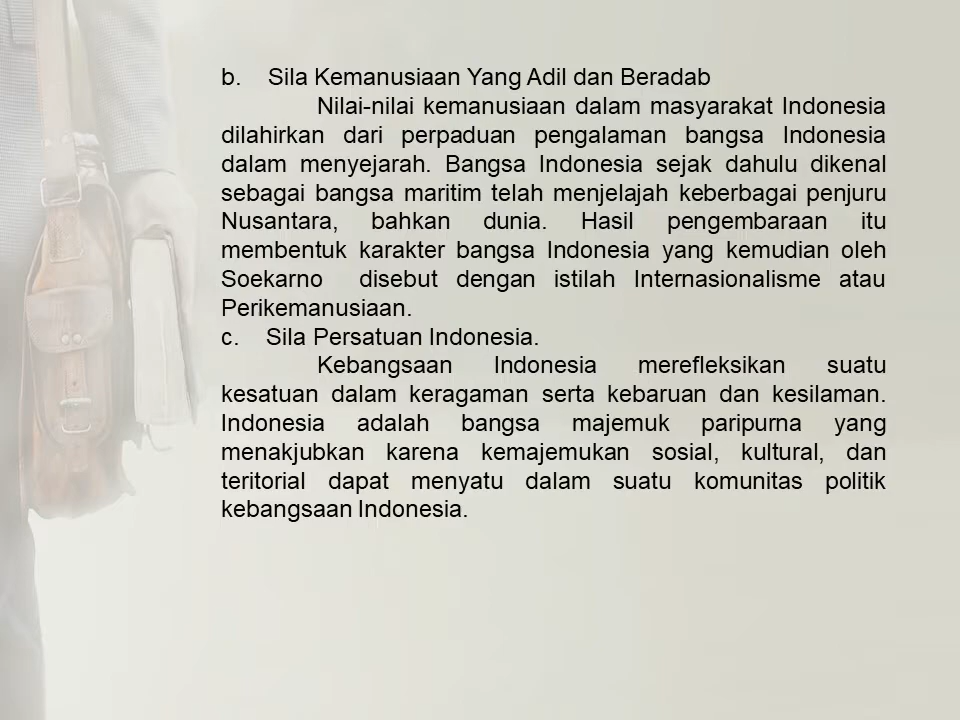 b. Sila Kemanusiaan Yang Adil dan Beradab
Nilai-nilai kemanusiaan dalam masyarakat Indonesia
dilahirkan dari perpaduan pengalaman bangsa Indonesia
dalam menyejarah. Bangsa Indonesia sejak dahulu dikenal
sebagai bangsa maritim telah menjelajah keberbagai penjuru
Nusantara, bahkan dunia. Hasil pengembaraan itu
membentuk karakter bangsa Indonesia yang kemudian oleh
Soekarno disebut dengan istilah Internasionalisme atau
Perikemanusiaan.
c. Sila Persatuan Indonesia.
Kebangsaan Indonesia merefleksikan suatu
kesatuan dalam keragaman serta kebaruan dan kesilaman.
Indonesia adalah bangsa majemuk paripurna yang
menakjubkan karena kemajemukan sosial, kultural, dan
teritorial dapat menyatu dalam suatu komunitas politik
kebangsaan Indonesia.